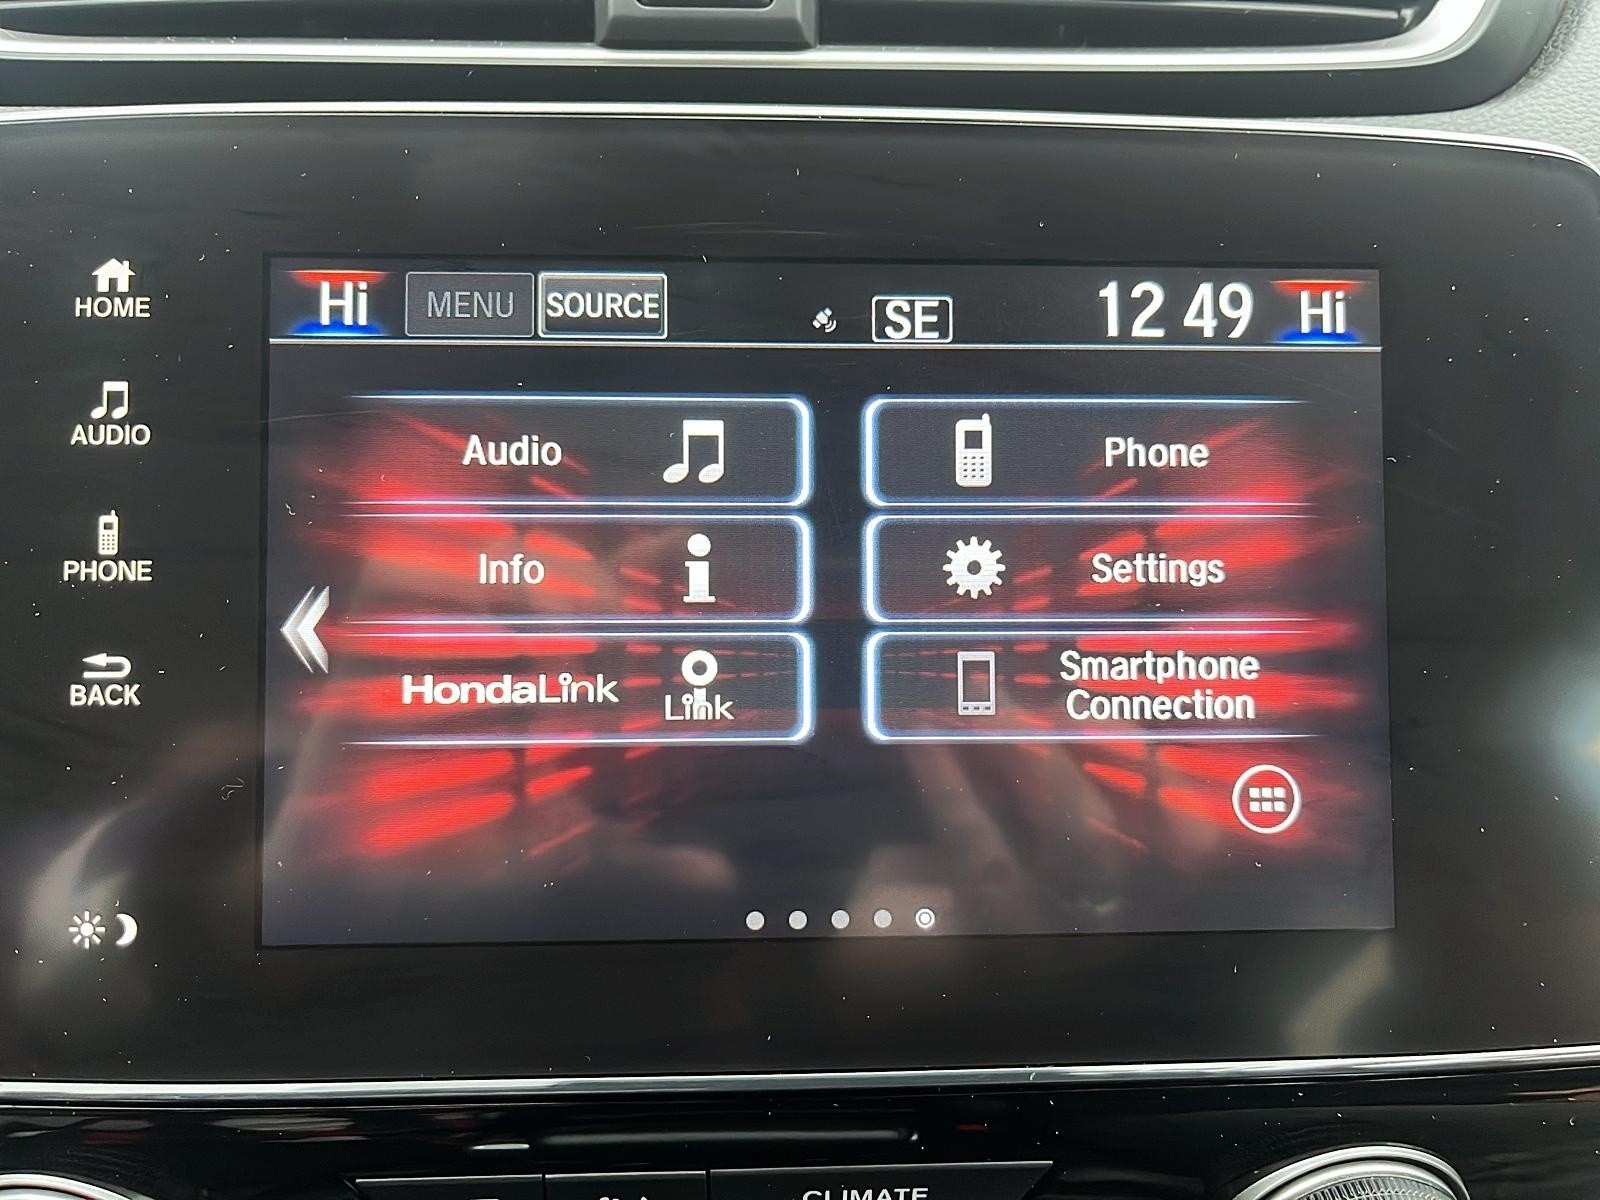 HOME
AUDIO
PHONE
BACK
Hi MENU SOURCE SE 12 49 Hi
Audio
Phone
Info
Settings
HondaLink
Link
Smartphone
Connection
CLIMATE